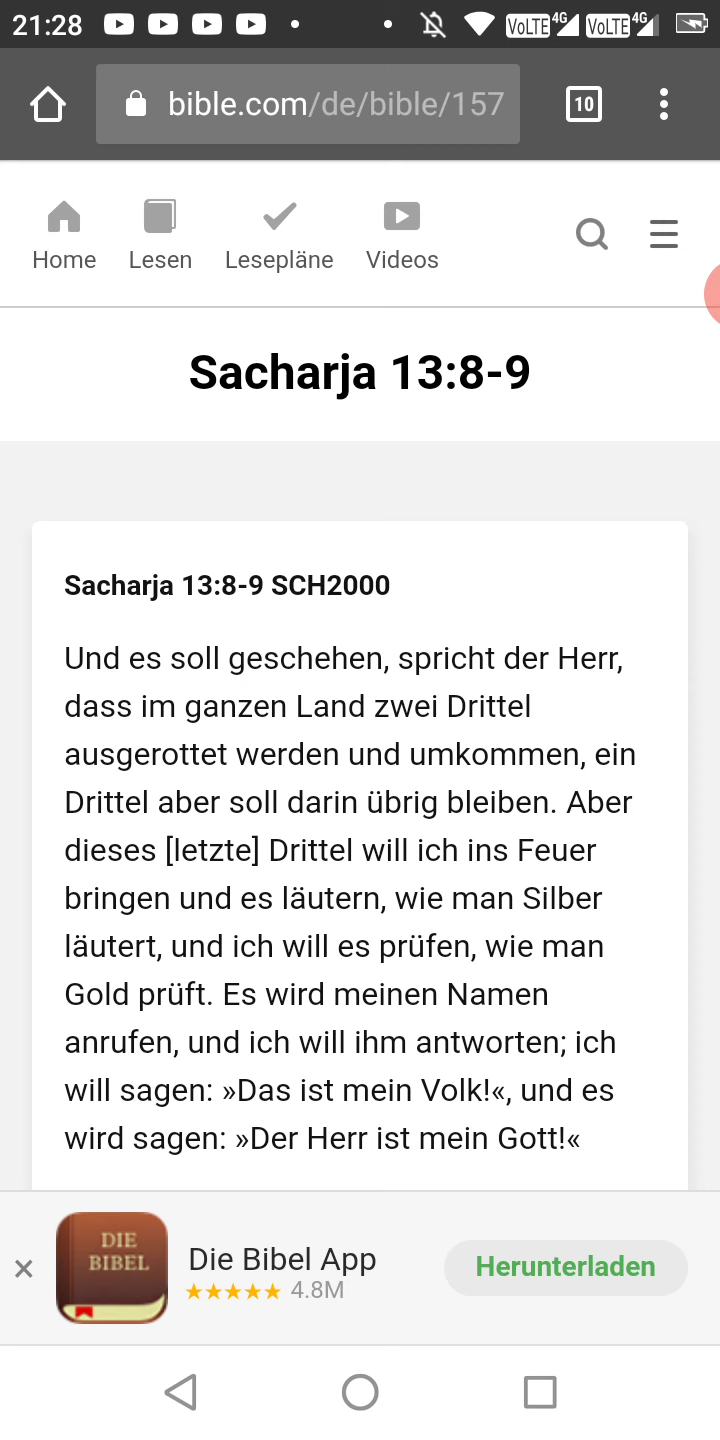 21:28
VoLTE 4G VoLTE 4G
bible.com/de/bible/157
10
Home Lesen Lesepläne Videos
Sacharja 13:8-9
Sacharja 13:8-9 SCH2000
Und es soll geschehen, spricht der Herr,
dass im ganzen Land zwei Drittel
ausgerottet werden und umkommen, ein
Drittel aber soll darin übrig bleiben. Aber
dieses [letzte] Drittel will ich ins Feuer
bringen und es läutern, wie man Silber
läutert, und ich will es prüfen, wie man
Gold prüft. Es wird meinen Namen
anrufen, und ich will ihm antworten; ich
will sagen: »Das ist mein Volk!«, und es
wird sagen: »Der Herr ist mein Gott!«
DIE
BIBEL
Die Bibel App
4.8M
Herunterladen